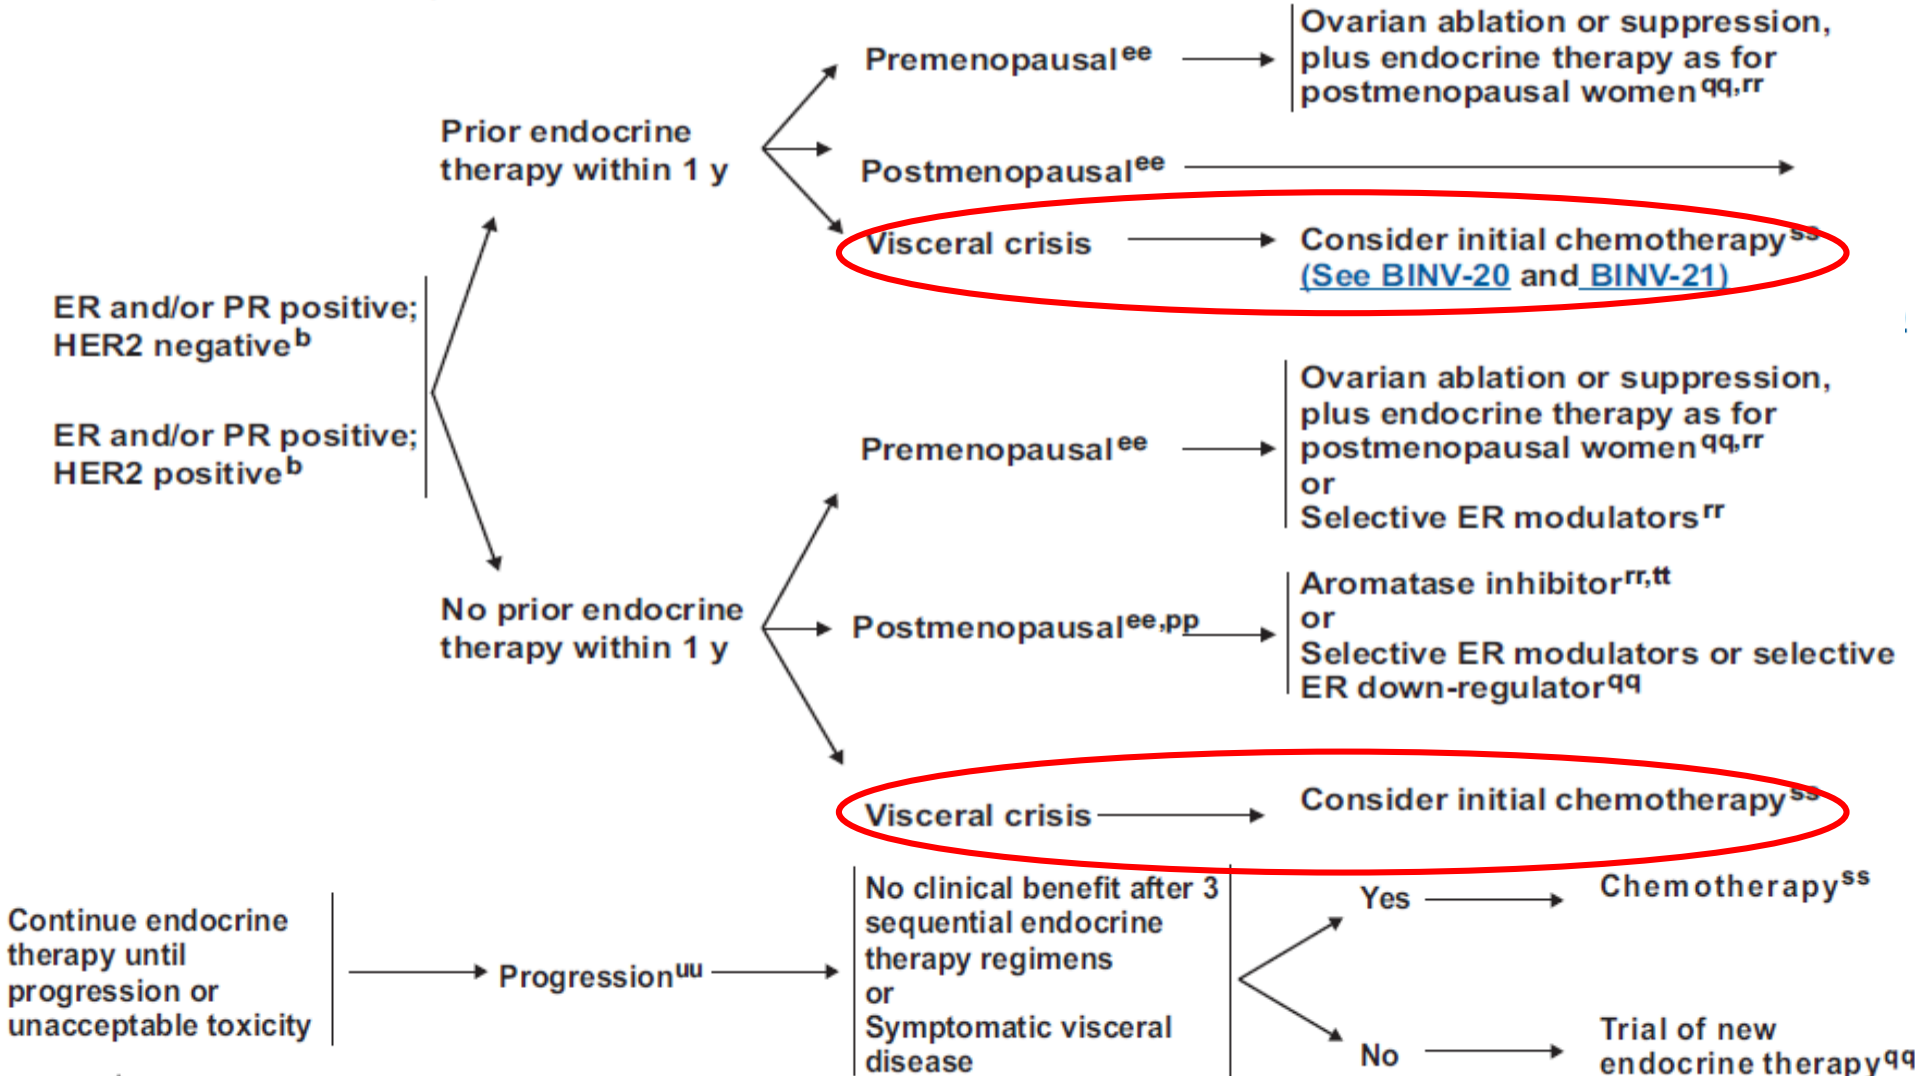 Premenopausal ee
Ovarian ablation or suppression,
plus endocrine therapy as for
postmenopausal women qq,rr
Prior endocrine
therapy within 1 y
Postmenopausal ee
Visceral crisis
Consider initial chemotherapy ss
(See BINV-20 and BINV-21)
ER and/or PR positive;
HER2 negative b
ER and/or PR positive;
HER2 positive b
Premenopausal ee
Ovarian ablation or suppression,
plus endocrine therapy as for
postmenopausal women qq,rr
or
Selective ER modulators rr
No prior endocrine
therapy within 1 y
Postmenopausal ee,pp
Aromatase inhibitor rr,tt
or
Selective ER modulators or selective
ER down-regulator qq
Visceral crisis
Consider initial chemotherapy ss
Continue endocrine
therapy until
progression or
unacceptable toxicity
Progression uu
No clinical benefit after 3
sequential endocrine
therapy regimens
or
Symptomatic visceral
disease
Yes
Chemotherapy ss
No
Trial of new
endocrine therapy qq